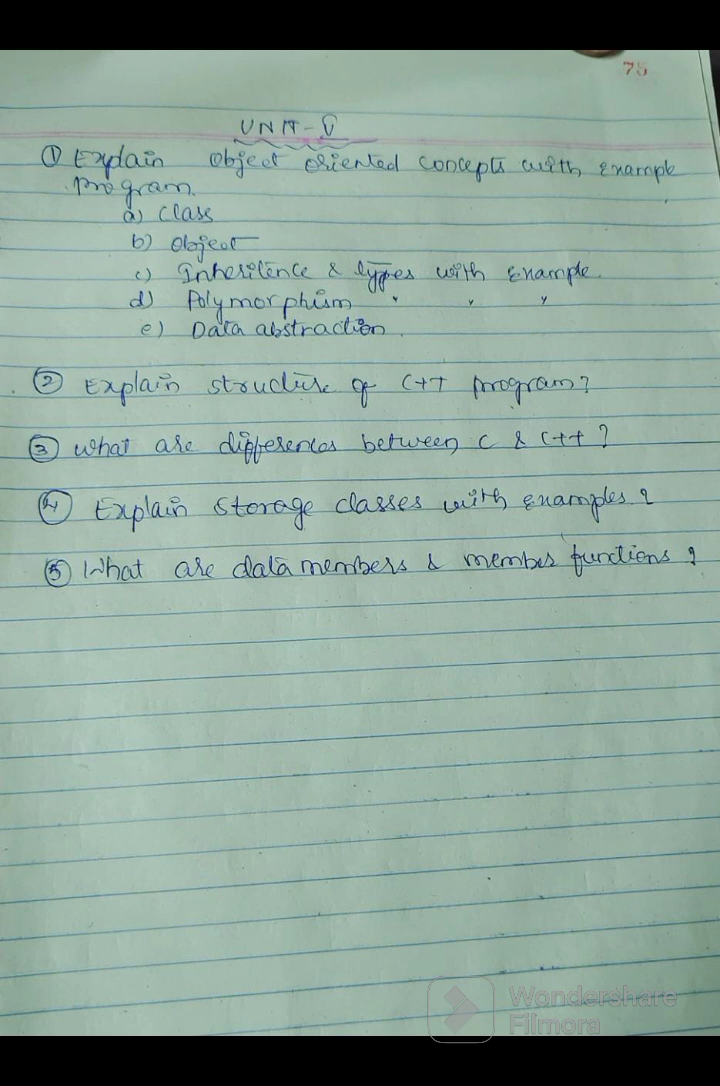 75
UNIT-V
① Explain object oriented concepts with example
program.
a) class
b) object
c) Inheritence & types with example.
d) Polymorphism " " "
e) Data abstraction.
② Explain structure of C++ program?
③ what are differences between C & C++?
④ Explain storage classes with examples?
⑤ What are data members & member functions?
Wondershare
Filmora